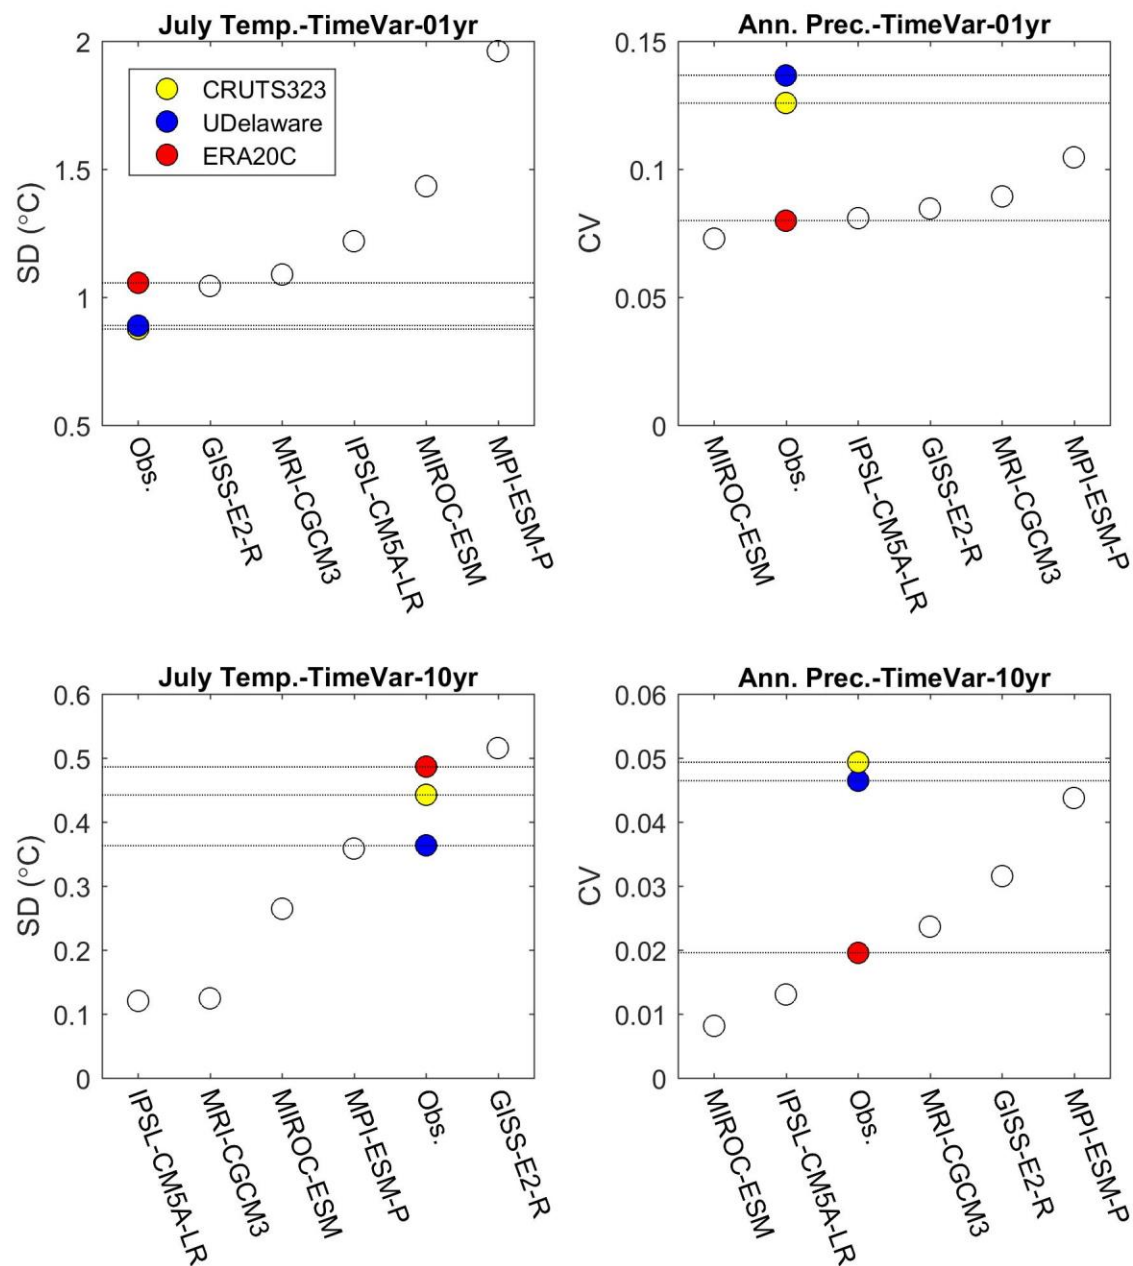 July Temp.-TimeVar-01yr
2
1.5
1
0.5
SD (°C)
CRUTS323
UDelaware
ERA20C
Obs.
GISS-E2-R
MRI-CGCM3
IPSL-CM5A-LR
MIROC-ESM
MPI-ESM-P
Ann. Prec.-TimeVar-01yr
0.15
0.1
0.05
0
CV
MIROC-ESM
Obs.
IPSL-CM5A-LR
GISS-E2-R
MRI-CGCM3
MPI-ESM-P
July Temp.-TimeVar-10yr
0.6
0.5
0.4
0.3
0.2
0.1
0
SD (°C)
IPSL-CM5A-LR
MRI-CGCM3
MIROC-ESM
MPI-ESM-P
Obs.
GISS-E2-R
Ann. Prec.-TimeVar-10yr
0.06
0.05
0.04
0.03
0.02
0.01
0
CV
MIROC-ESM
IPSL-CM5A-LR
Obs.
MRI-CGCM3
GISS-E2-R
MPI-ESM-P